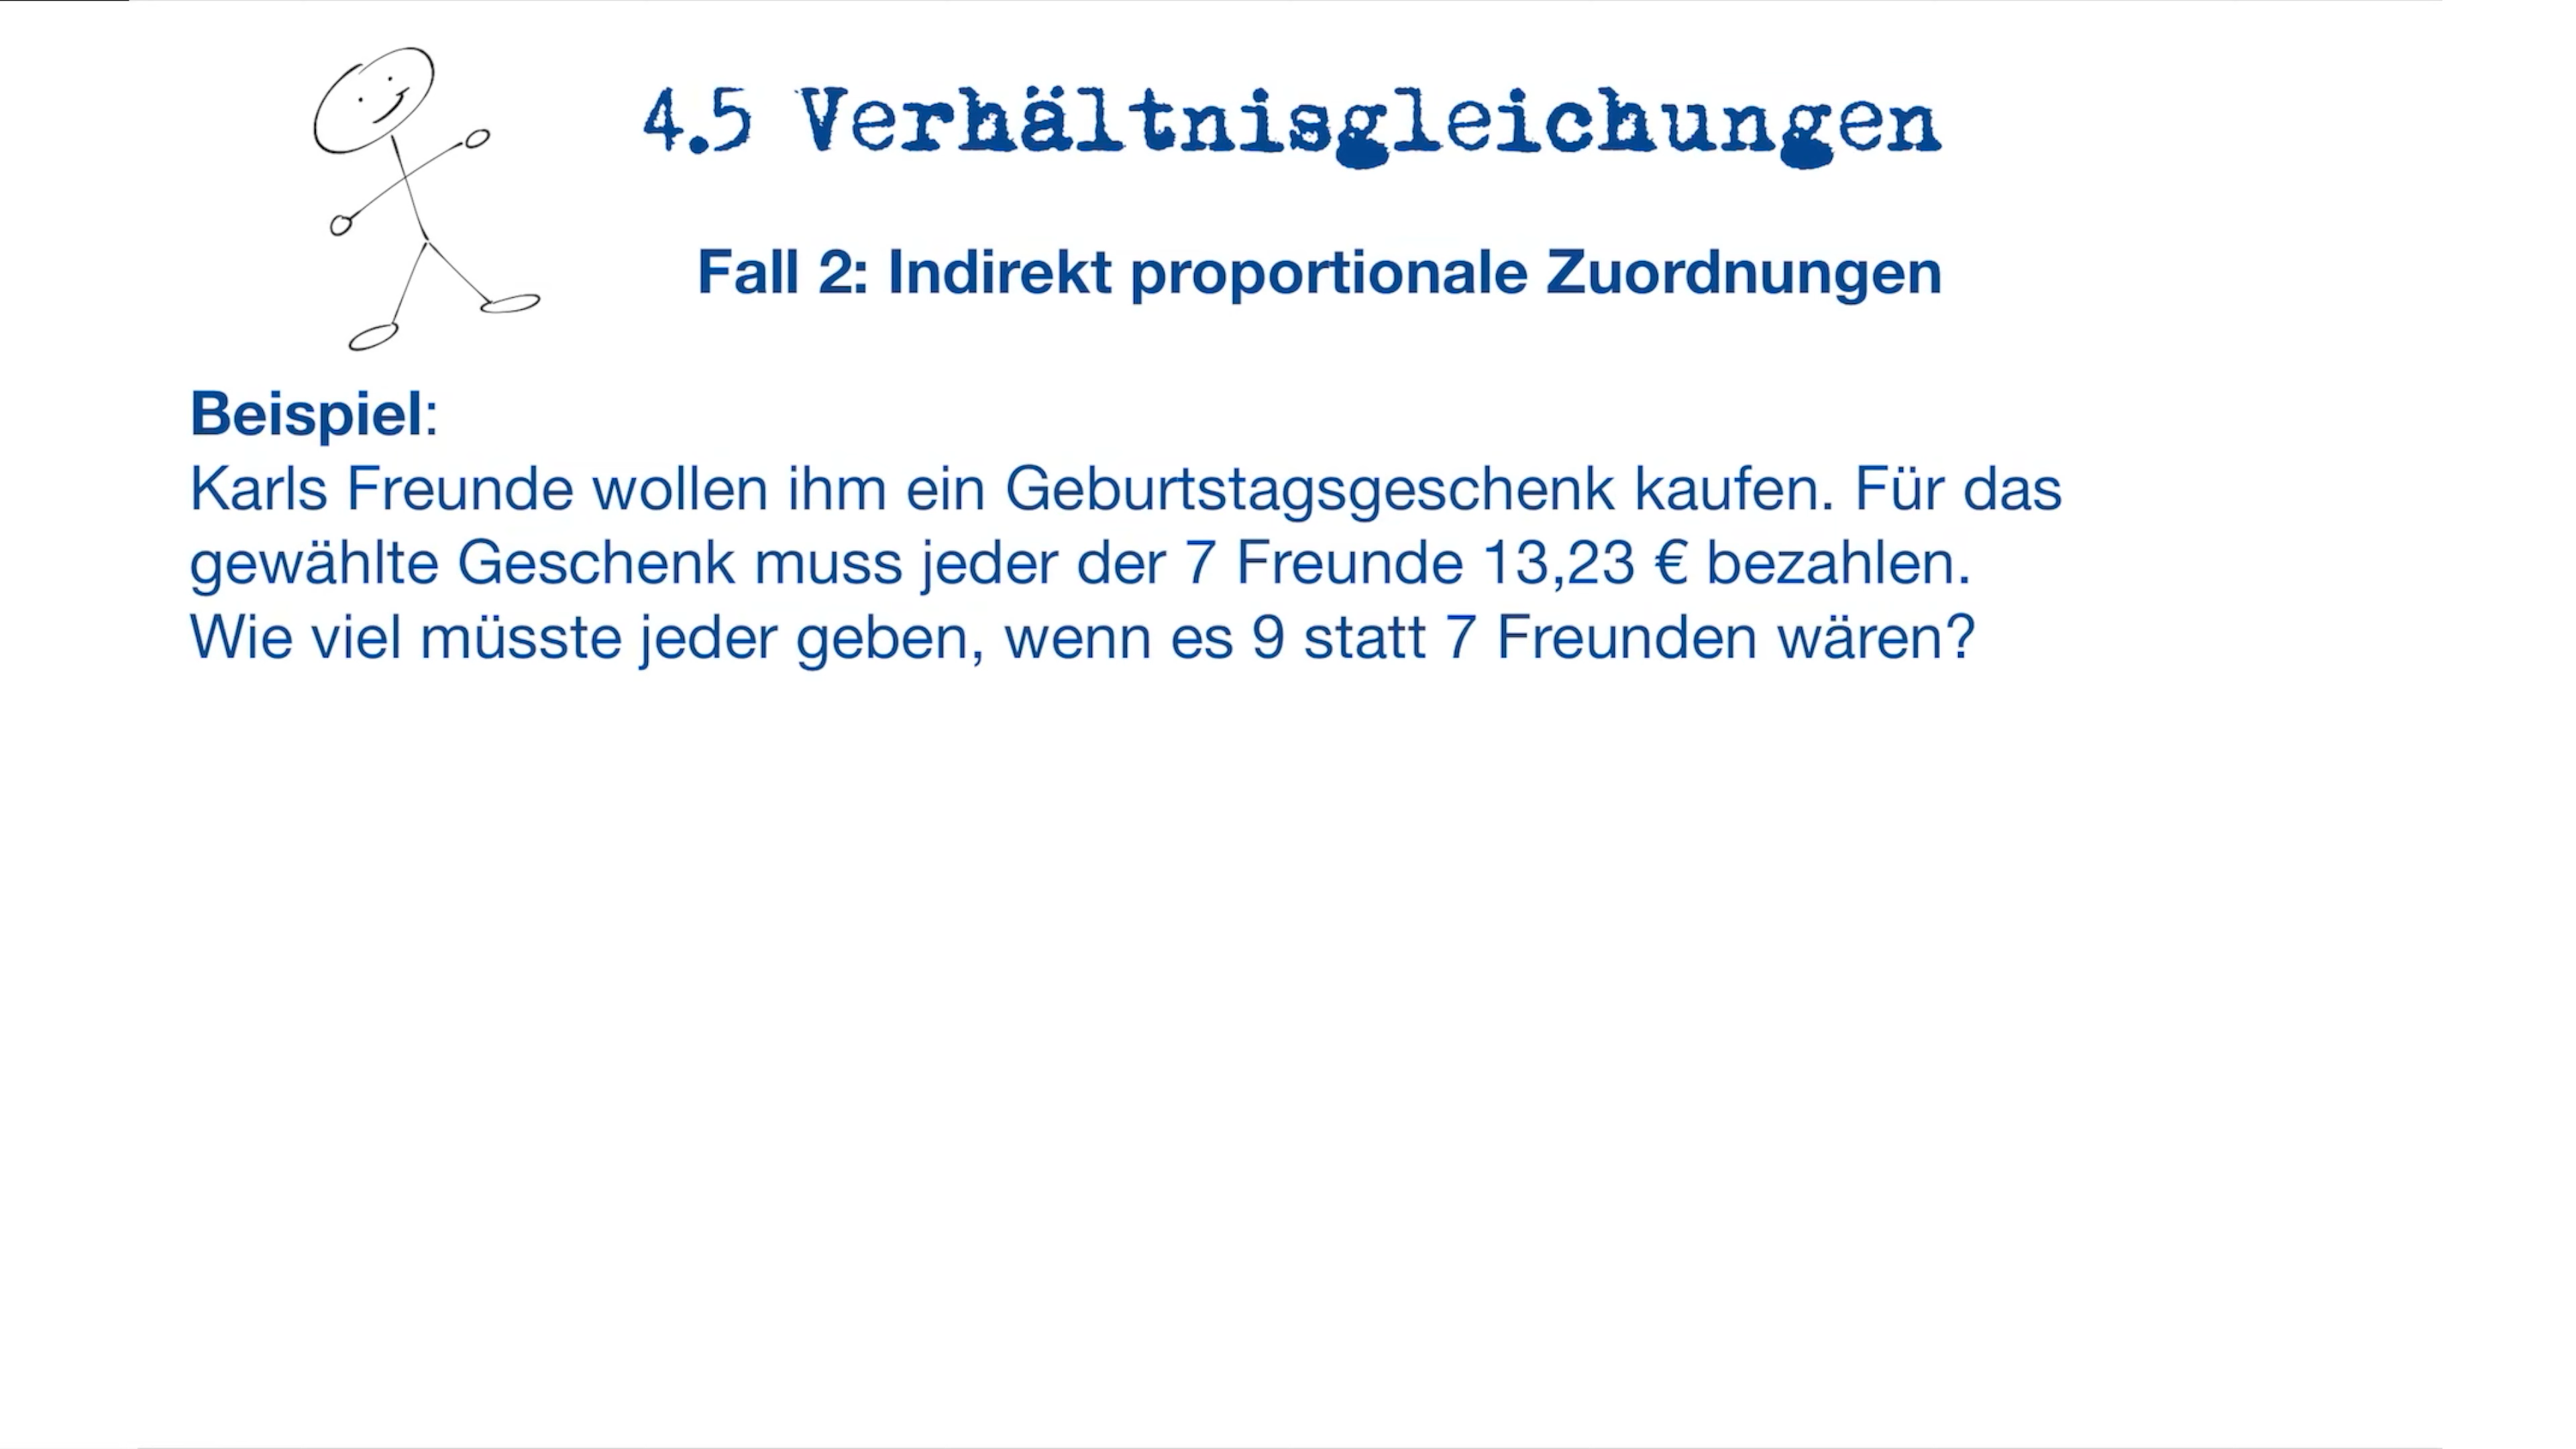 4.5 Verhältnisgleichungen
Fall 2: Indirekt proportionale Zuordnungen
Beispiel:
Karls Freunde wollen ihm ein Geburtstagsgeschenk kaufen. Für das
gewählte Geschenk muss jeder der 7 Freunde 13,23 € bezahlen.
Wie viel müsste jeder geben, wenn es 9 statt 7 Freunden wären?